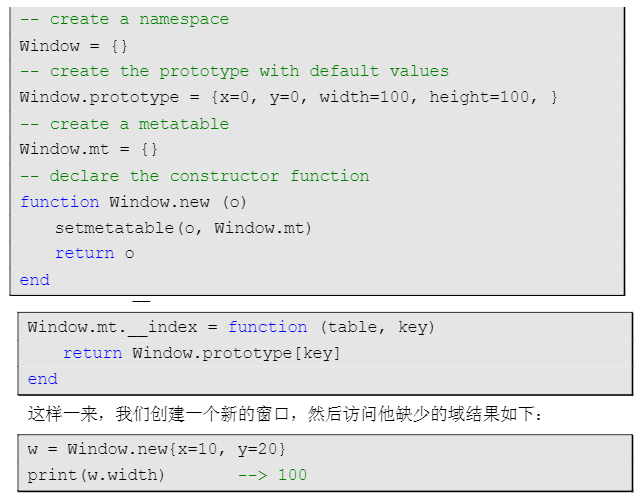 -- create a namespace
Window = {}
-- create the prototype with default values
Window.prototype = {x=0, y=0, width=100, height=100, }
-- create a metatable
Window.mt = {}
-- declare the constructor function
function Window.new (o)
    setmetatable(o, Window.mt)
    return o
end
Window.mt.__index = function (table, key)
    return Window.prototype[key]
end
这样一来，我们创建一个新的窗口，然后访问他缺少的域结果如下：
w = Window.new{x=10, y=20}
print(w.width)       --> 100